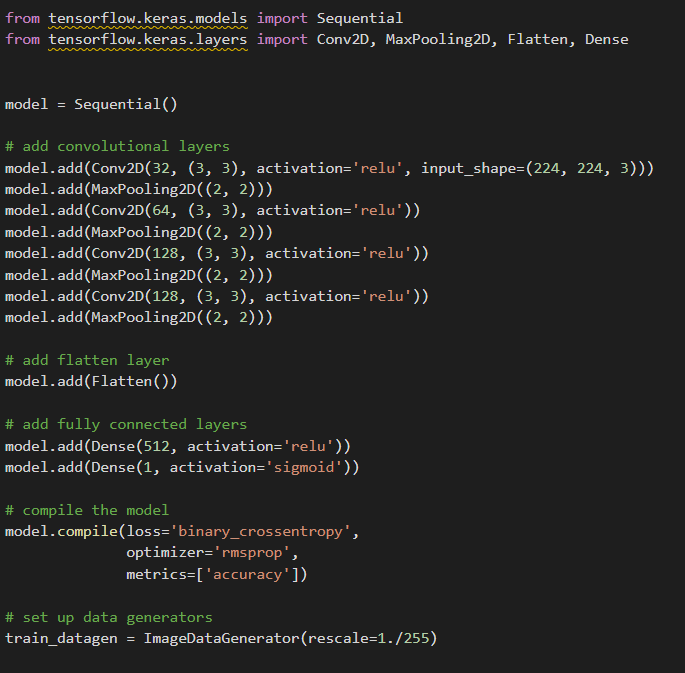 from tensorflow.keras.models import Sequential
from tensorflow.keras.layers import Conv2D, MaxPooling2D, Flatten, Dense
model = Sequential()
# add convolutional layers
model.add(Conv2D(32, (3, 3), activation='relu', input_shape=(224, 224, 3)))
model.add(MaxPooling2D((2, 2)))
model.add(Conv2D(64, (3, 3), activation='relu'))
model.add(MaxPooling2D((2, 2)))
model.add(Conv2D(128, (3, 3), activation='relu'))
model.add(MaxPooling2D((2, 2)))
model.add(Conv2D(128, (3, 3), activation='relu'))
model.add(MaxPooling2D((2, 2)))
# add flatten layer
model.add(Flatten())
# add fully connected layers
model.add(Dense(512, activation='relu'))
model.add(Dense(1, activation='sigmoid'))
# compile the model
model.compile(loss='binary_crossentropy',
              optimizer='rmsprop',
              metrics=['accuracy'])
# set up data generators
train_datagen = ImageDataGenerator(rescale=1./255)